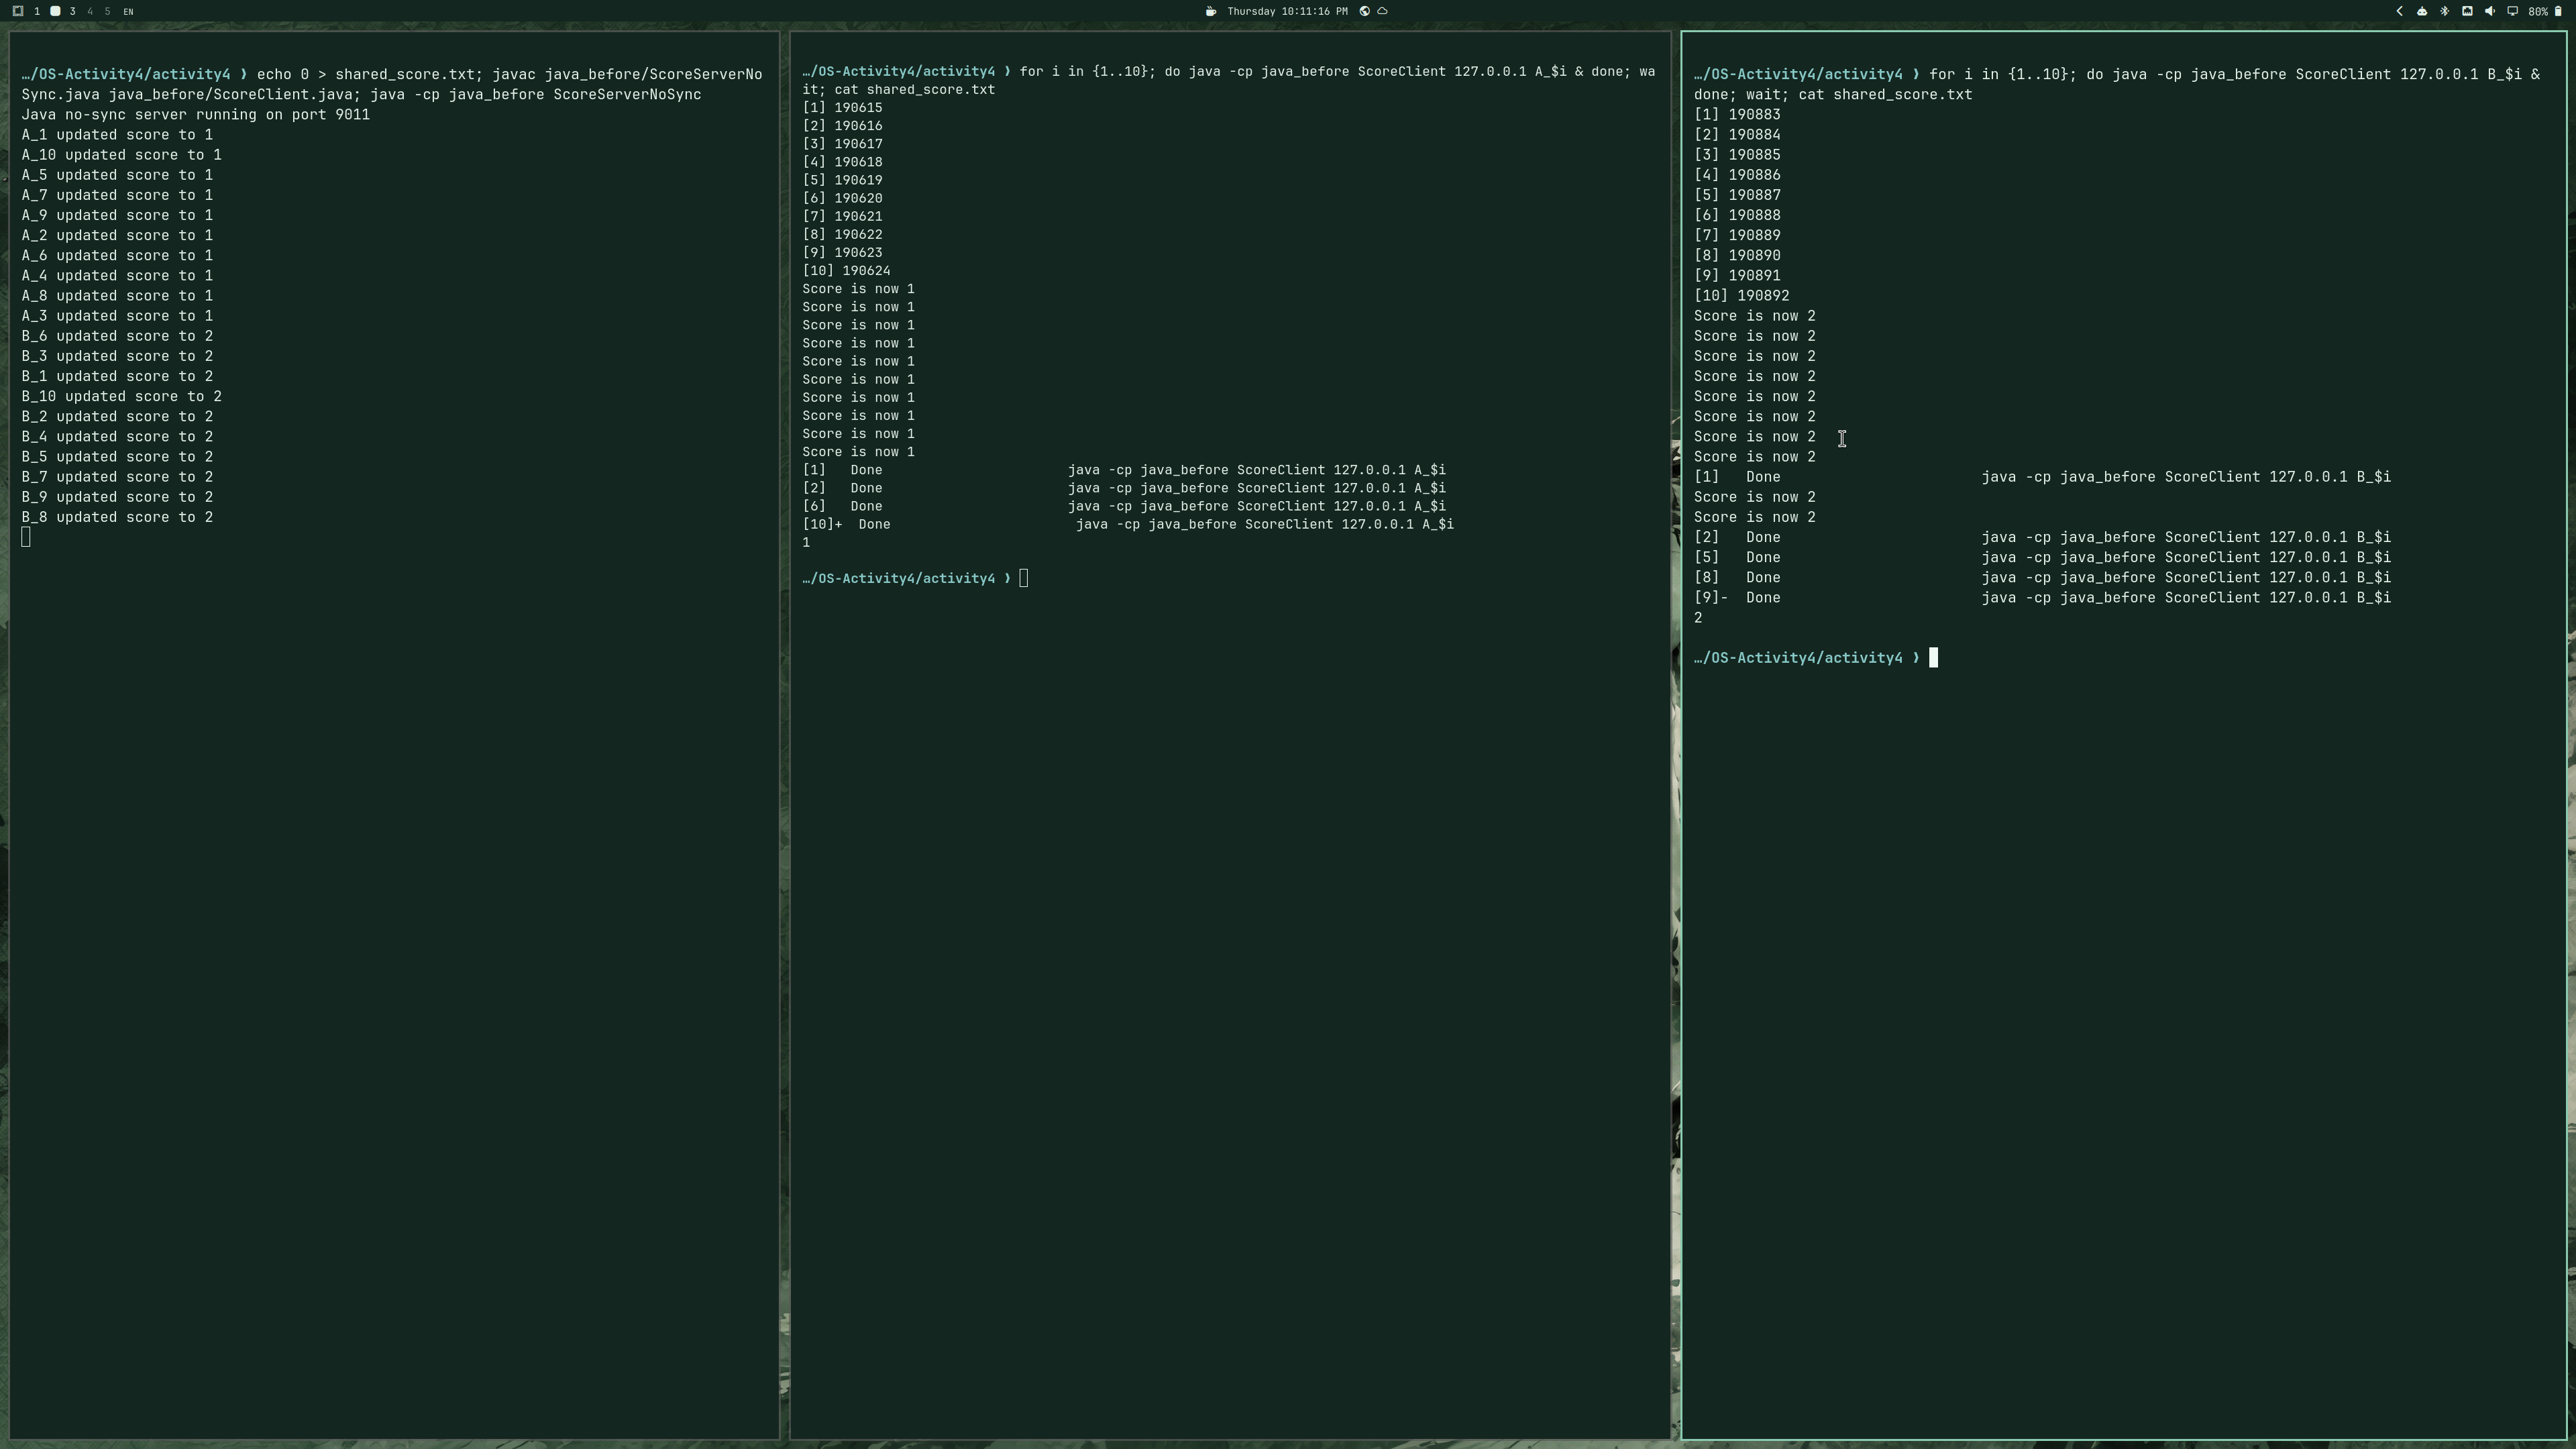 1 3 4 5 EN
Thursday 10:11:16 PM
80%
…/OS-Activity4/activity4 ❯ echo 0 > shared_score.txt; javac java_before/ScoreServerNo
Sync.java java_before/ScoreClient.java; java -cp java_before ScoreServerNoSync
Java no-sync server running on port 9011
A_1 updated score to 1
A_10 updated score to 1
A_5 updated score to 1
A_7 updated score to 1
A_9 updated score to 1
A_2 updated score to 1
A_6 updated score to 1
A_4 updated score to 1
A_8 updated score to 1
A_3 updated score to 1
B_6 updated score to 2
B_3 updated score to 2
B_1 updated score to 2
B_10 updated score to 2
B_2 updated score to 2
B_4 updated score to 2
B_5 updated score to 2
B_7 updated score to 2
B_9 updated score to 2
B_8 updated score to 2
…/OS-Activity4/activity4 ❯ for i in {1..10}; do java -cp java_before ScoreClient 127.0.0.1 A_$i & done; wa
it; cat shared_score.txt
[1] 190615
[2] 190616
[3] 190617
[4] 190618
[5] 190619
[6] 190620
[7] 190621
[8] 190622
[9] 190623
[10] 190624
Score is now 1
Score is now 1
Score is now 1
Score is now 1
Score is now 1
Score is now 1
Score is now 1
Score is now 1
Score is now 1
Score is now 1
[1]   Done                       java -cp java_before ScoreClient 127.0.0.1 A_$i
[2]   Done                       java -cp java_before ScoreClient 127.0.0.1 A_$i
[6]   Done                       java -cp java_before ScoreClient 127.0.0.1 A_$i
[10]+  Done                       java -cp java_before ScoreClient 127.0.0.1 A_$i
1
…/OS-Activity4/activity4 ❯
…/OS-Activity4/activity4 ❯ for i in {1..10}; do java -cp java_before ScoreClient 127.0.0.1 B_$i &
done; wait; cat shared_score.txt
[1] 190883
[2] 190884
[3] 190885
[4] 190886
[5] 190887
[6] 190888
[7] 190889
[8] 190890
[9] 190891
[10] 190892
Score is now 2
Score is now 2
Score is now 2
Score is now 2
Score is now 2
Score is now 2
Score is now 2
Score is now 2
[1]   Done                       java -cp java_before ScoreClient 127.0.0.1 B_$i
Score is now 2
Score is now 2
[2]   Done                       java -cp java_before ScoreClient 127.0.0.1 B_$i
[5]   Done                       java -cp java_before ScoreClient 127.0.0.1 B_$i
[8]   Done                       java -cp java_before ScoreClient 127.0.0.1 B_$i
[9]-  Done                       java -cp java_before ScoreClient 127.0.0.1 B_$i
2
…/OS-Activity4/activity4 ❯